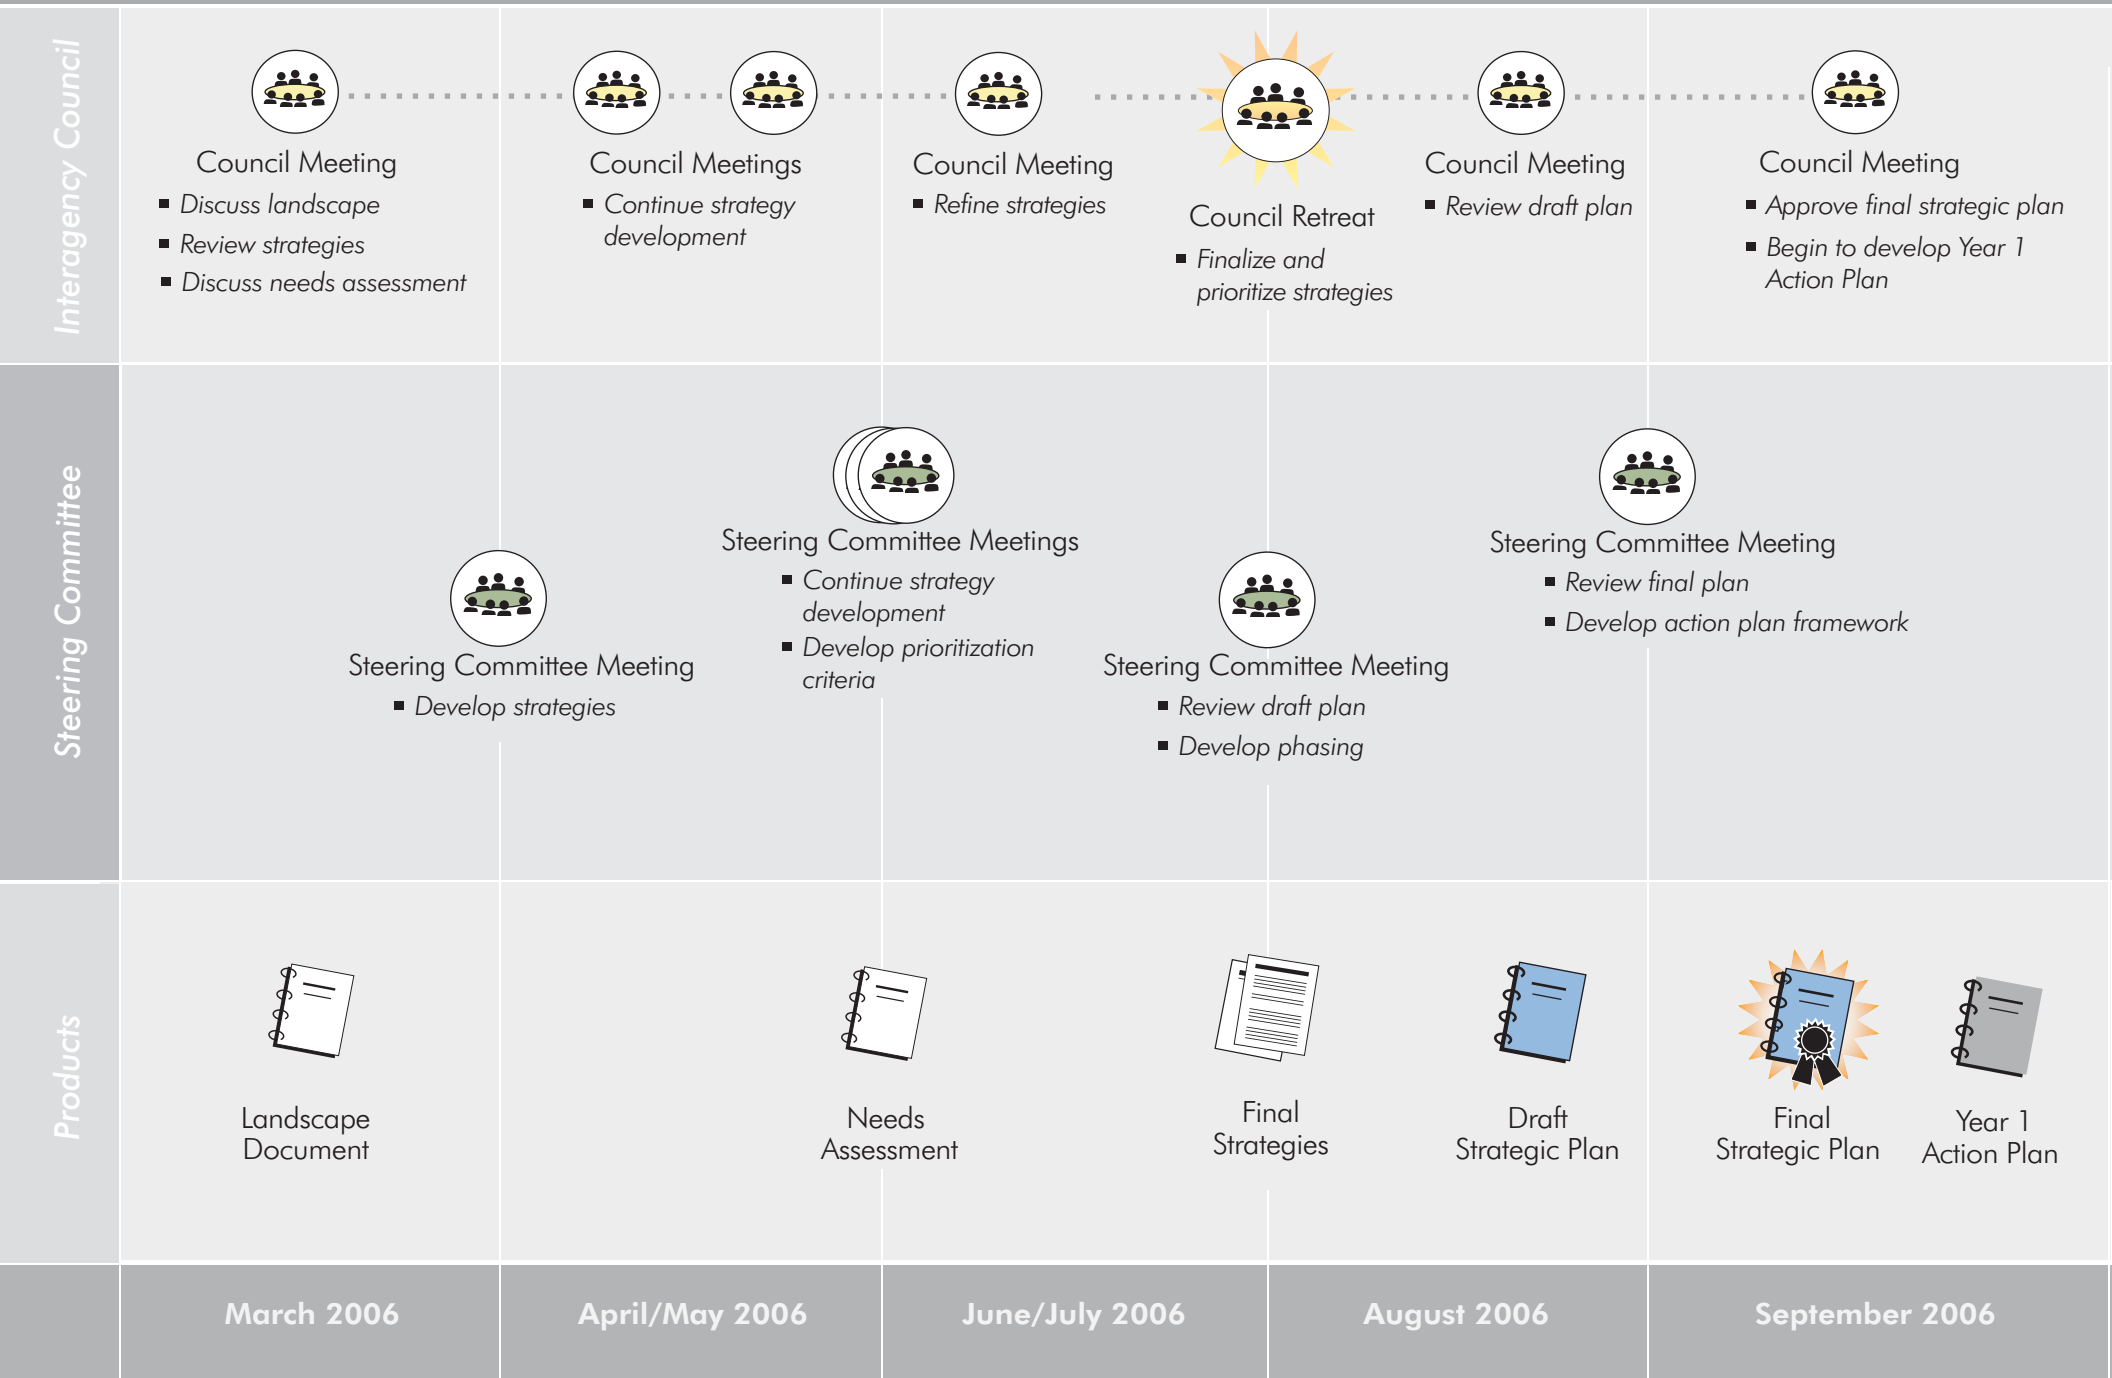 Interagency Council
Council Meeting
■ Discuss landscape
■ Review strategies
■ Discuss needs assessment
Council Meetings
■ Continue strategy
development
Council Meeting
■ Refine strategies
Council Retreat
■ Finalize and
prioritize strategies
Council Meeting
■ Review draft plan
Council Meeting
■ Approve final strategic plan
■ Begin to develop Year 1
Action Plan
Steering Committee
Steering Committee Meeting
■ Develop strategies
Steering Committee Meetings
■ Continue strategy
development
■ Develop prioritization
criteria
Steering Committee Meeting
■ Review draft plan
■ Develop phasing
Steering Committee Meeting
■ Review final plan
■ Develop action plan framework
Products
Landscape
Document
Needs
Assessment
Final
Strategies
Draft
Strategic Plan
Final
Strategic Plan
Year 1
Action Plan
March 2006
April/May 2006
June/July 2006
August 2006
September 2006